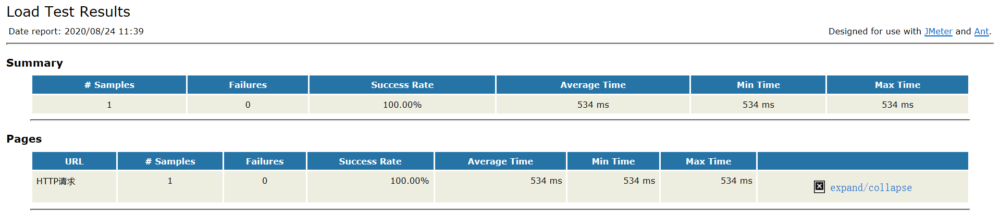 Load Test Results
Date report: 2020/08/24 11:39 Designed for use with JMeter and Ant.
Summary
# Samples Failures Success Rate Average Time Min Time Max Time
1 0 100.00% 534 ms 534 ms 534 ms
Pages
URL # Samples Failures Success Rate Average Time Min Time Max Time
HTTP请求 1 0 100.00% 534 ms 534 ms 534 ms expand/collapse